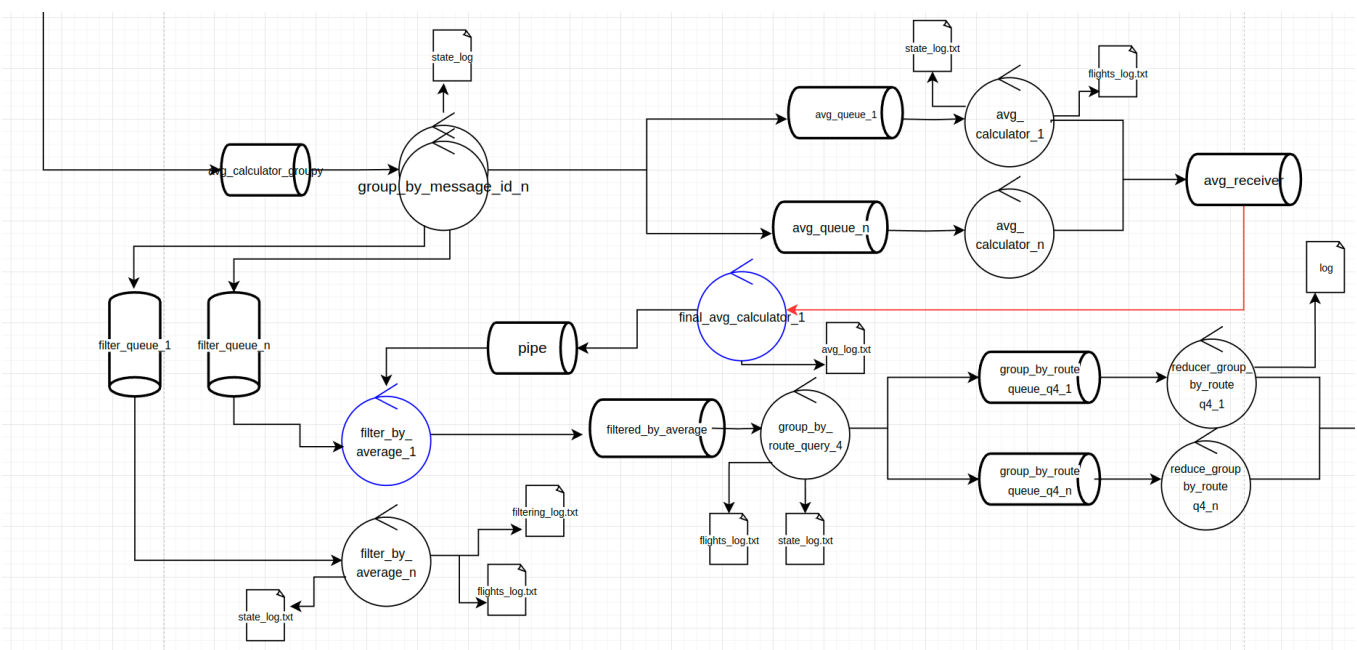 state_log
state_log.txt
flights_log.txt
avg_queue_1
avg_
calculator_1
avg_calculator_groupy
group_by_message_id_n
avg_receiver
avg_queue_n
avg_
calculator_n
log
final_avg_calculator_1
filter_queue_1
filter_queue_n
pipe
avg_log.txt
group_by_route
queue_q4_1
reducer_group_
by_route
q4_1
filter_by_
average_1
filtered_by_average
group_by_
route_query_4
group_by_route
queue_q4_n
reduce_group
by_route
q4_n
filtering_log.txt
flights_log.txt
state_log.txt
filter_by_
average_n
flights_log.txt
state_log.txt